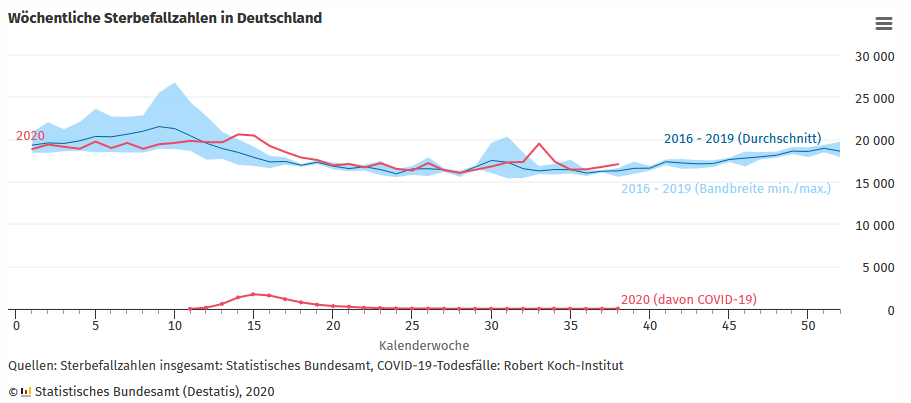 Wöchentliche Sterbefallzahlen in Deutschland
30 000
25 000
2020
2016 - 2019 (Durchschnitt)
20 000
2016 - 2019 (Bandbreite min./max.)
15 000
10 000
5 000
2020 (davon COVID-19)
0
0 5 10 15 20 25 30 35 40 45 50
Kalenderwoche
Quellen: Sterbefallzahlen insgesamt: Statistisches Bundesamt, COVID-19-Todesfälle: Robert Koch-Institut
© Statistisches Bundesamt (Destatis), 2020